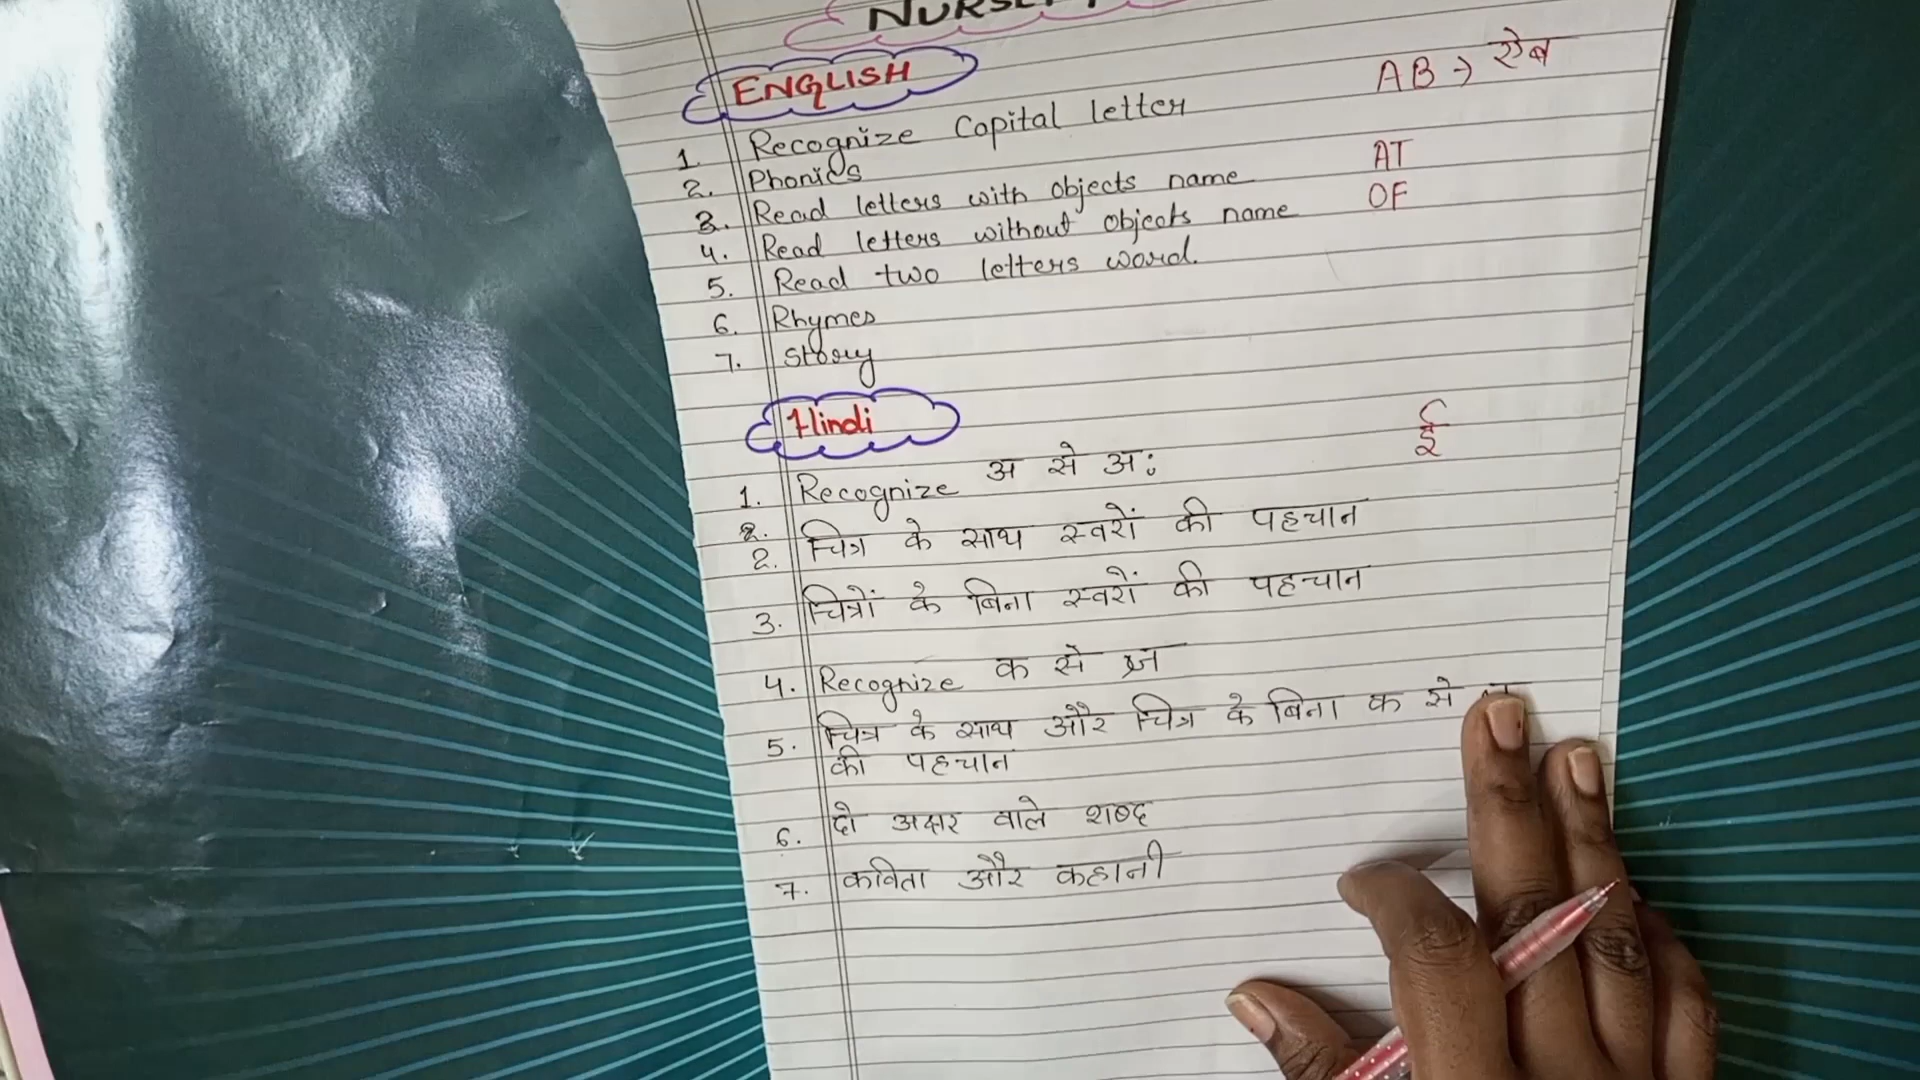 ENGLISH
AB → ऐब
1. Recognize Capital letter
2. Phonics
AT
3. Read letters with objects name
OF
4. Read letters without objects name
5. Read two letters word.
6. Rhymes
7. Story
Hindi
ई
1. Recognize अ से अः
2. चित्र के साथ स्वरों की पहचान
3. चित्रों के बिना स्वरों की पहचान
4. Recognize क से ज्ञ
5. चित्र के साथ और चित्र के बिना क से
की पहचान
6. दो अक्षर वाले शब्द
7. कविता और कहानी